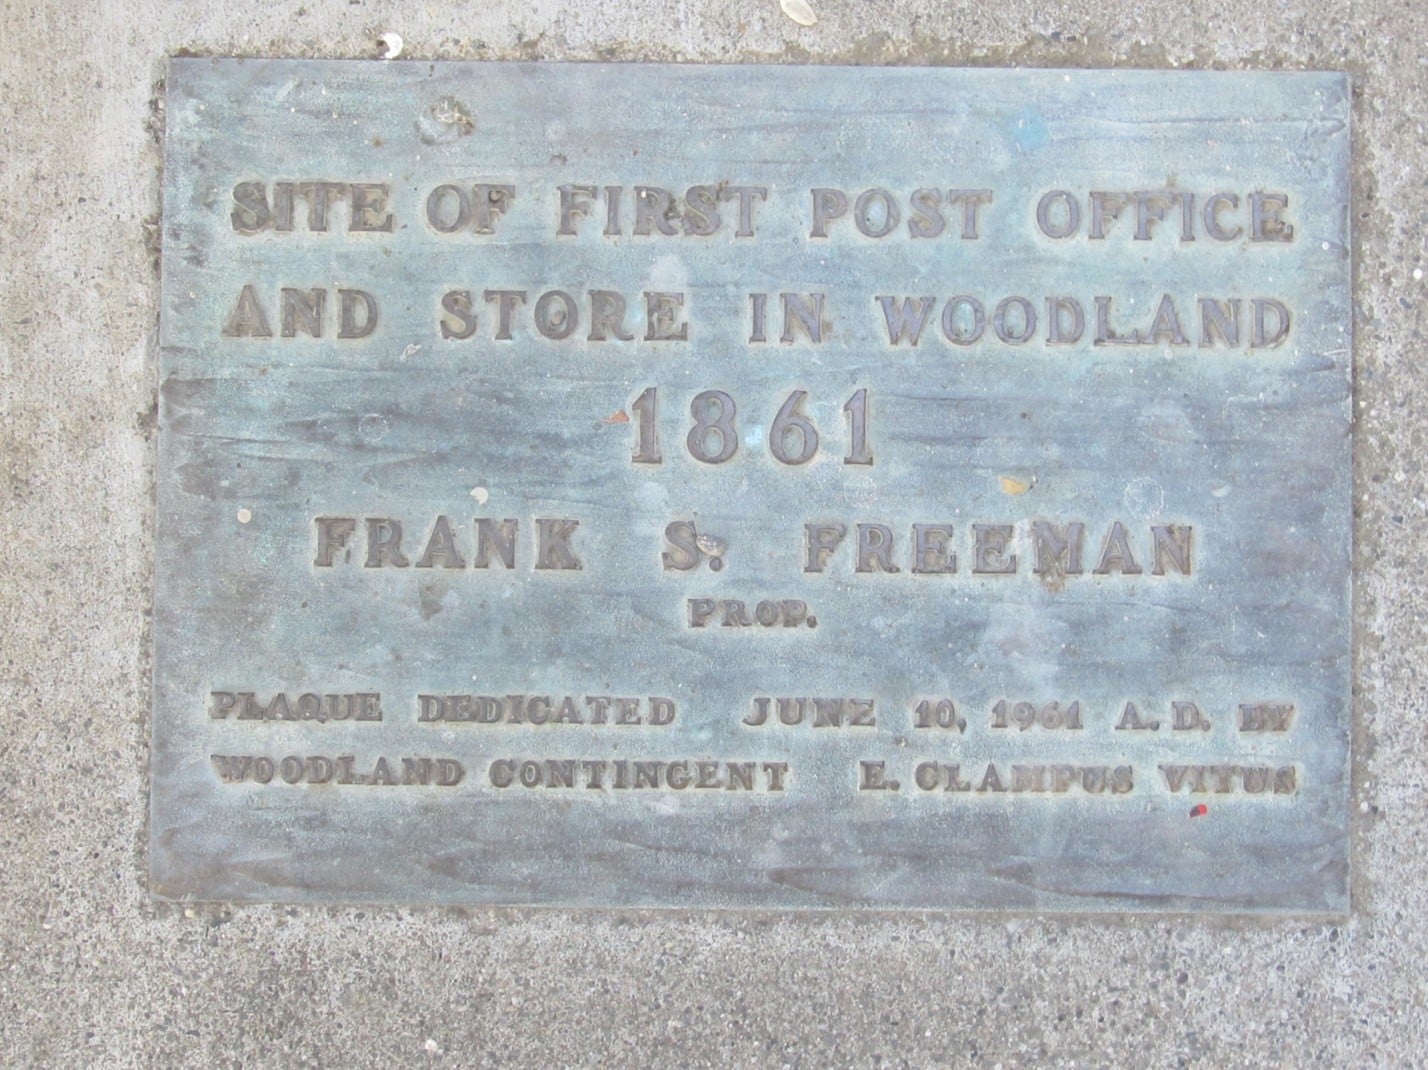 SITE OF FIRST POST OFFICE
AND STORE IN WOODLAND
1861
FRANK S. FREEMAN
PROP.
PLAQUE DEDICATED JUNE 10, 1961 A.D. BY
WOODLAND CONTINGENT E. CLAMPUS VITUS